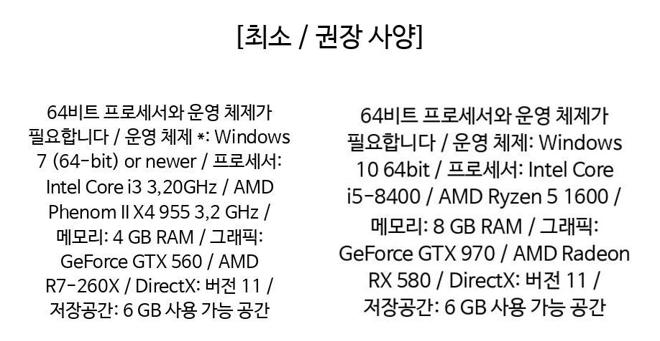 [최소 / 권장 사양]
64비트 프로세서와 운영 체제가
필요합니다 / 운영 체제 *: Windows
7 (64-bit) or newer / 프로세서:
Intel Core i3 3,20GHz / AMD
Phenom II X4 955 3,2 GHz /
메모리: 4 GB RAM / 그래픽:
GeForce GTX 560 / AMD
R7-260X / DirectX: 버전 11 /
저장공간: 6 GB 사용 가능 공간
64비트 프로세서와 운영 체제가
필요합니다 / 운영 체제: Windows
10 64bit / 프로세서: Intel Core
i5-8400 / AMD Ryzen 5 1600 /
메모리: 8 GB RAM / 그래픽:
GeForce GTX 970 / AMD Radeon
RX 580 / DirectX: 버전 11 /
저장공간: 6 GB 사용 가능 공간